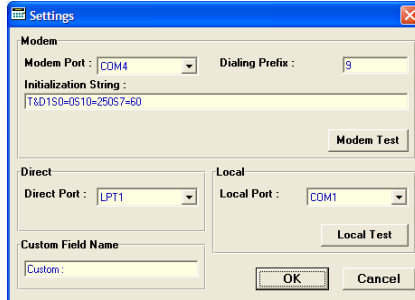 Settings
Modem
Modem Port : COM4 Dialing Prefix : 9
Initialization String :
T&D1S0=0S10=250S7=60
Modem Test
Direct Local
Direct Port : LPT1 Local Port : COM1
Local Test
Custom Field Name
Custom :
OK Cancel